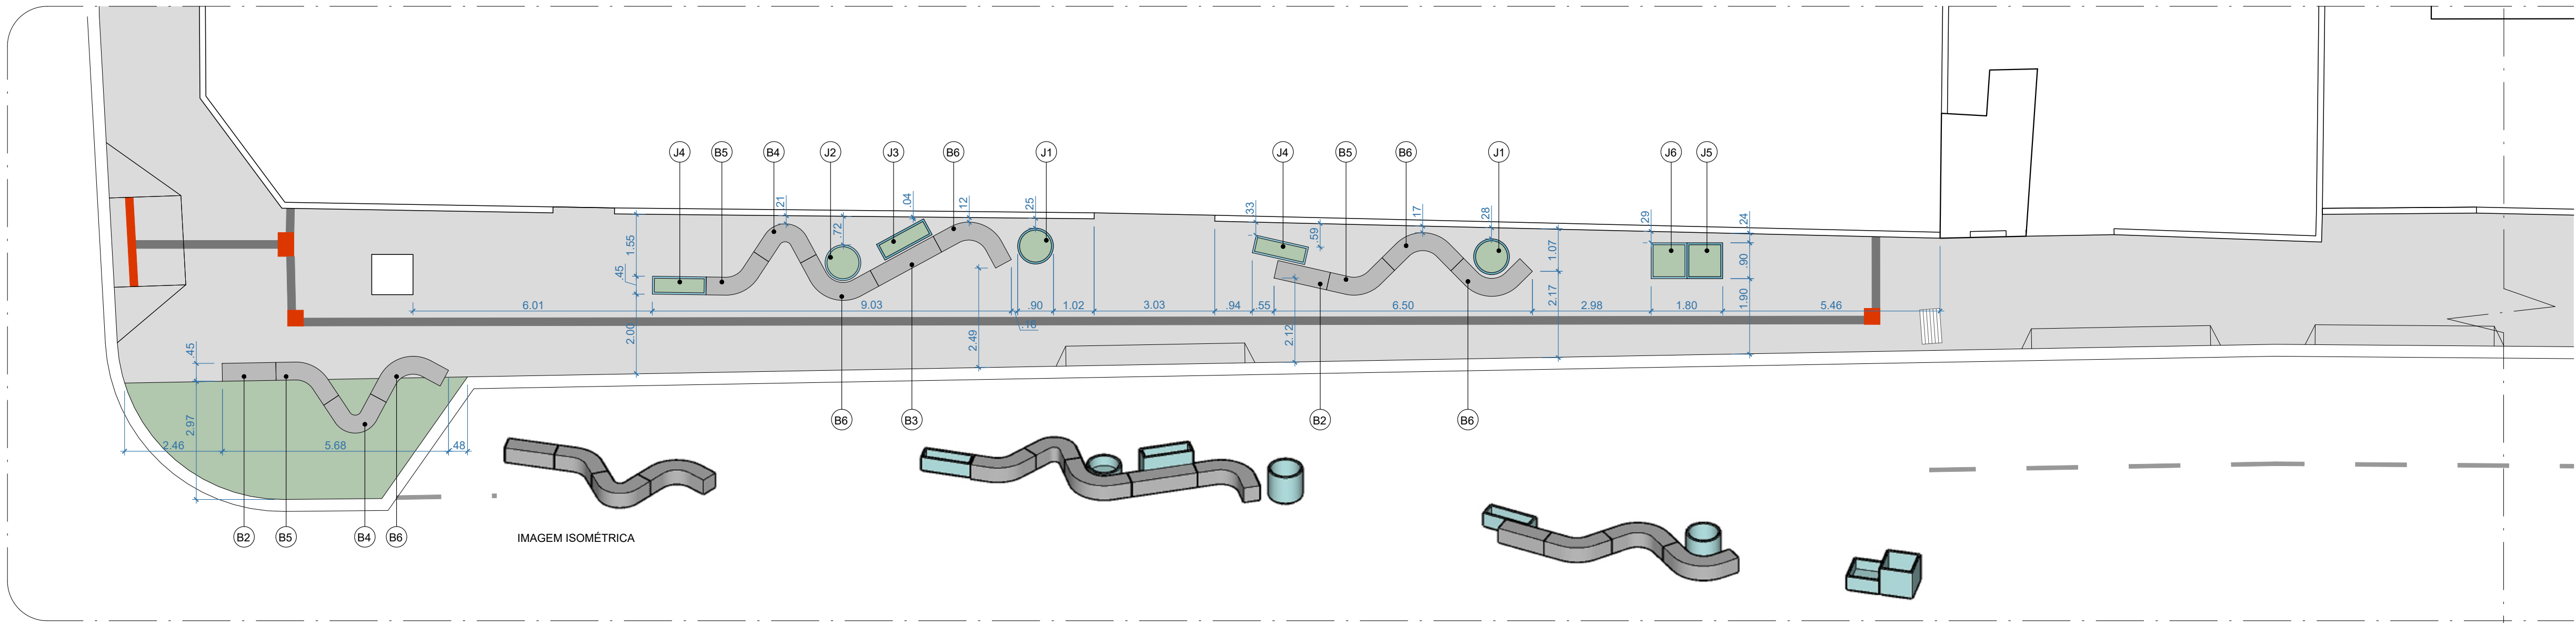 J4 B5 B4 J2 J3 B6 J1 J4 B5 B6 J1 J6 J5
.21 .72 .04 .12 .25 .33 .59 .17 .28 .29 .24
1.55 .45 1.07 .90
6.01 9.03 .90 1.02 3.03 .94 .55 6.50 2.98 1.80 5.46
.18
2.00 2.49 2.12 2.17 1.90
.45
2.97
2.46 5.68 .48
B6 B3 B2 B6
B2 B5 B4 B6
IMAGEM ISOMÉTRICA